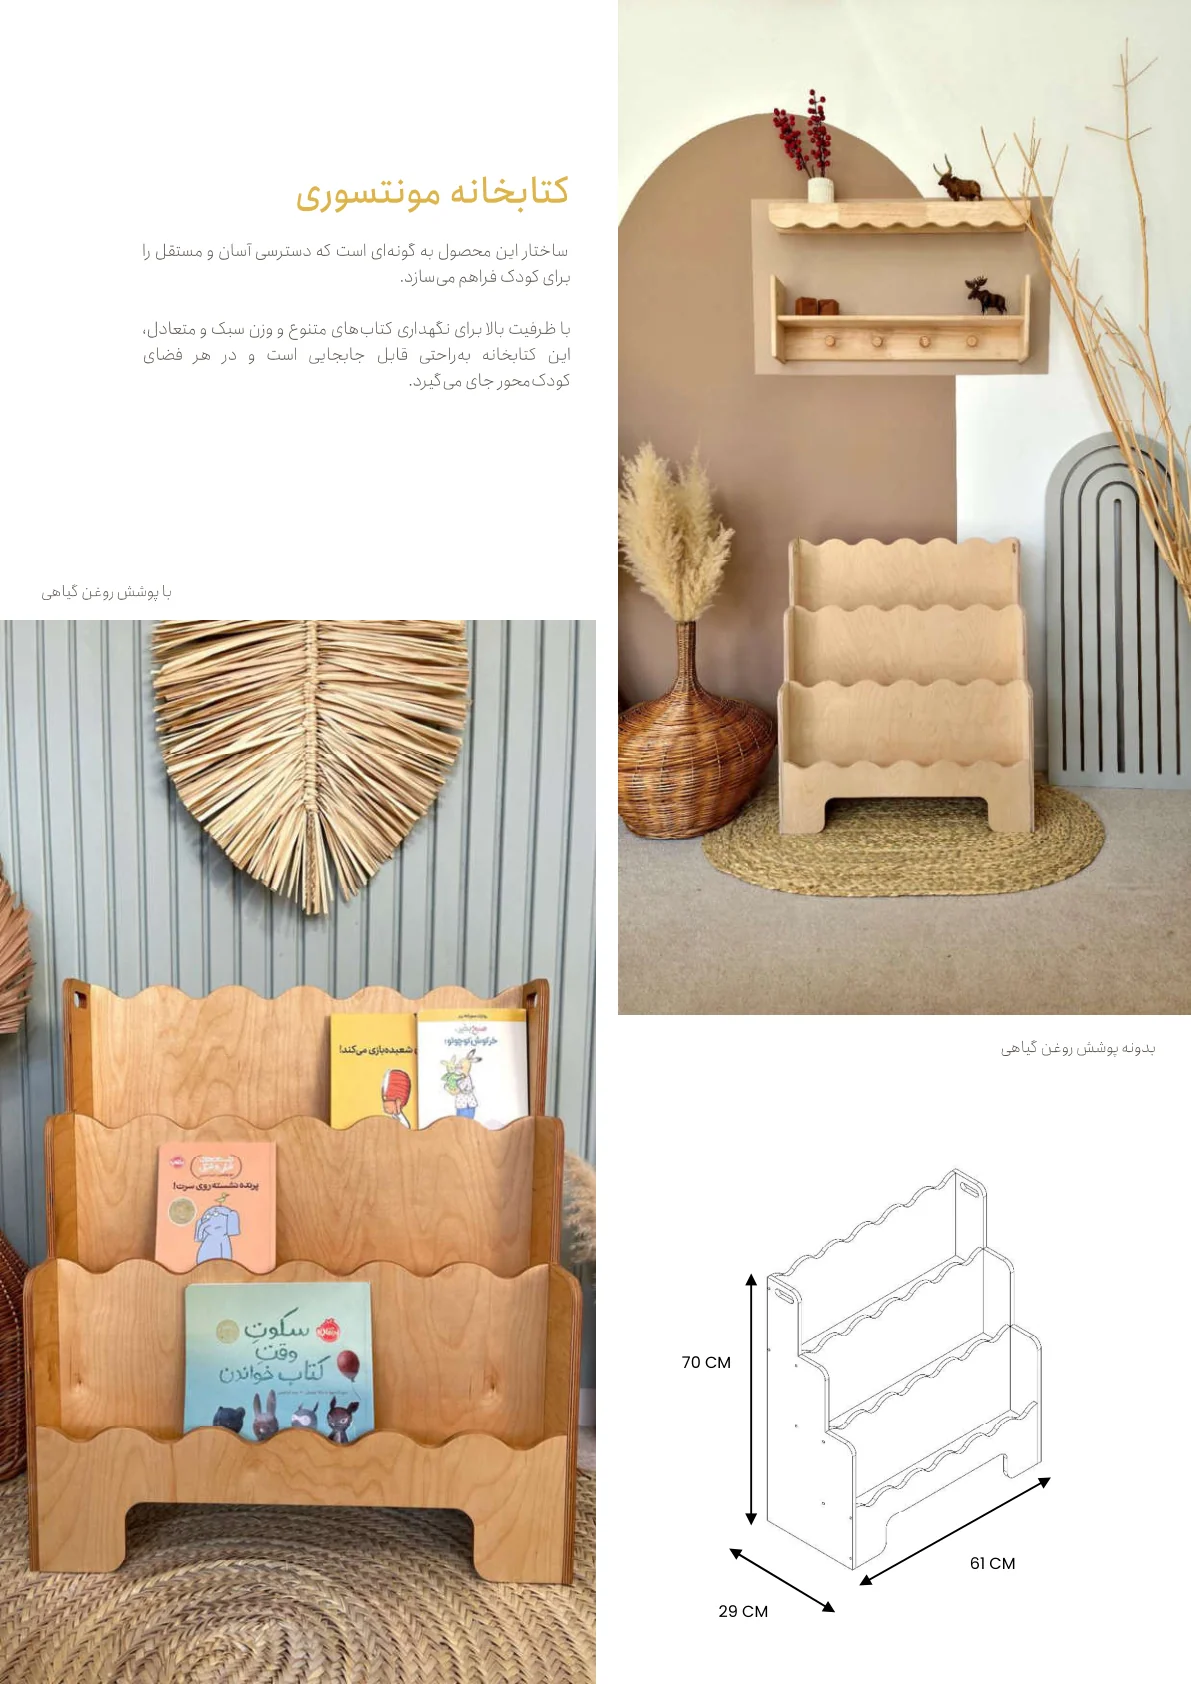 کتابخانه مونتسوری
ساختار این محصول به گونه‌ای است که دسترسی آسان و مستقل را
برای کودک فراهم می‌سازد.
با ظرفیت بالا برای نگهداری کتاب‌های متنوع و وزن سبک و متعادل،
این کتابخانه به‌راحتی قابل جابجایی است و در هر فضای
کودک‌محور جای می‌گیرد.
با پوشش روغن گیاهی
شعبده‌بازی می‌کند!
خرگوش کوچولو؛
پرنده نشسته روی سرت!
سکوتِ
وقتِ
کتاب خواندن
بدونه پوشش روغن گیاهی
70 CM
61 CM
29 CM